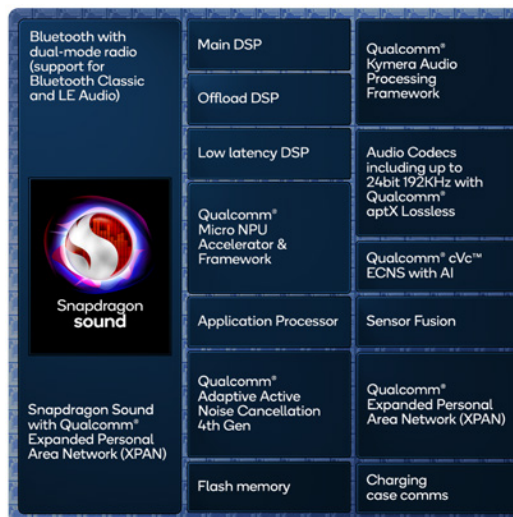 Bluetooth with
dual-mode radio
(support for
Bluetooth Classic
and LE Audio)
Snapdragon
sound
Snapdragon Sound
with Qualcomm®
Expanded Personal
Area Network (XPAN)
Main DSP
Offload DSP
Low latency DSP
Qualcomm®
Micro NPU
Accelerator &
Framework
Application Processor
Qualcomm®
Adaptive Active
Noise Cancellation
4th Gen
Flash memory
Qualcomm®
Kymera Audio
Processing
Framework
Audio Codecs
including up to
24bit 192KHz with
Qualcomm®
aptX Lossless
Qualcomm® cVc™
ECNS with AI
Sensor Fusion
Qualcomm®
Expanded Personal
Area Network (XPAN)
Charging
case comms